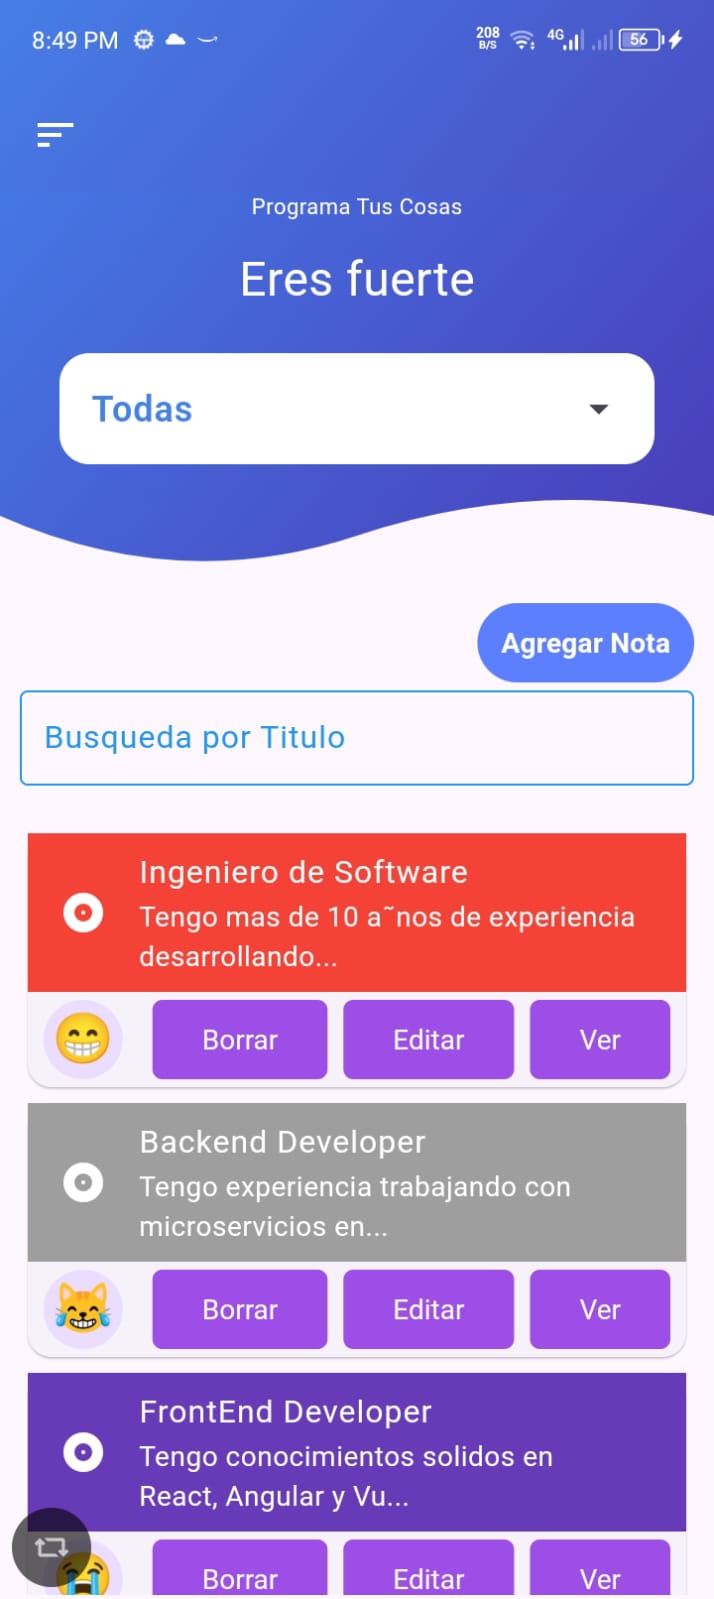 8:49 PM
208
B/S
4G
56
Programa Tus Cosas
Eres fuerte
Todas
Agregar Nota
Busqueda por Titulo
Ingeniero de Software
Tengo mas de 10 a˜nos de experiencia
desarrollando...
Borrar
Editar
Ver
Backend Developer
Tengo experiencia trabajando con
microservicios en...
Borrar
Editar
Ver
FrontEnd Developer
Tengo conocimientos solidos en
React, Angular y Vu...
Borrar
Editar
Ver